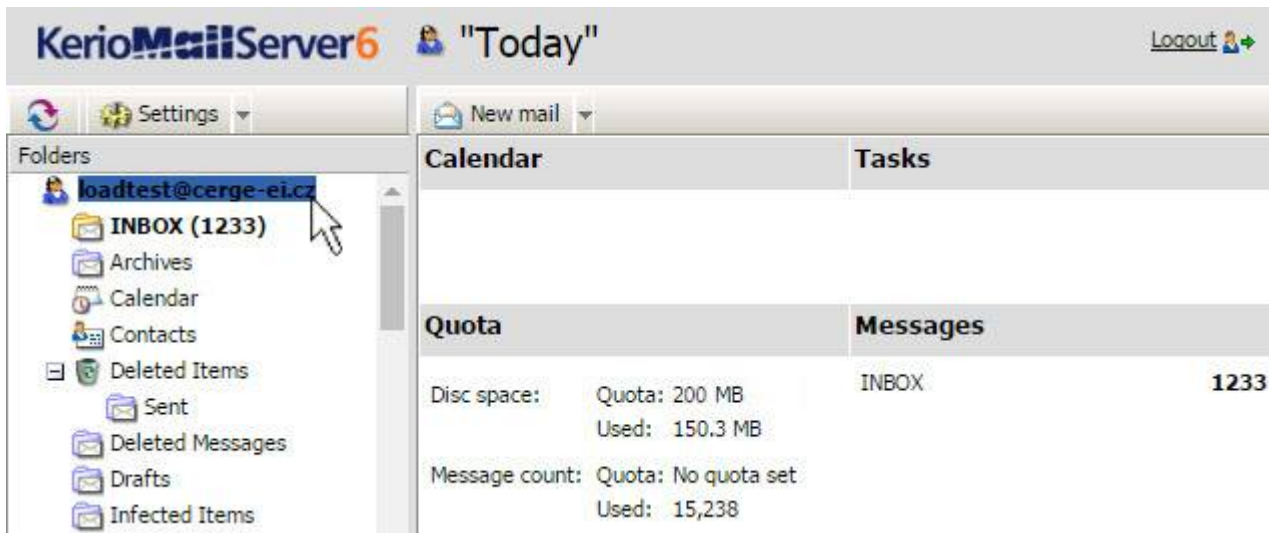 KerioMailServer6 "Today" Logout
Settings New mail
Folders
loadtest@cerge-ei.cz
INBOX (1233)
Archives
Calendar
Contacts
Deleted Items
Sent
Deleted Messages
Drafts
Infected Items
Calendar Tasks
Quota Messages
Disc space: Quota: 200 MB
Used: 150.3 MB
Message count: Quota: No quota set
Used: 15,238
INBOX 1233